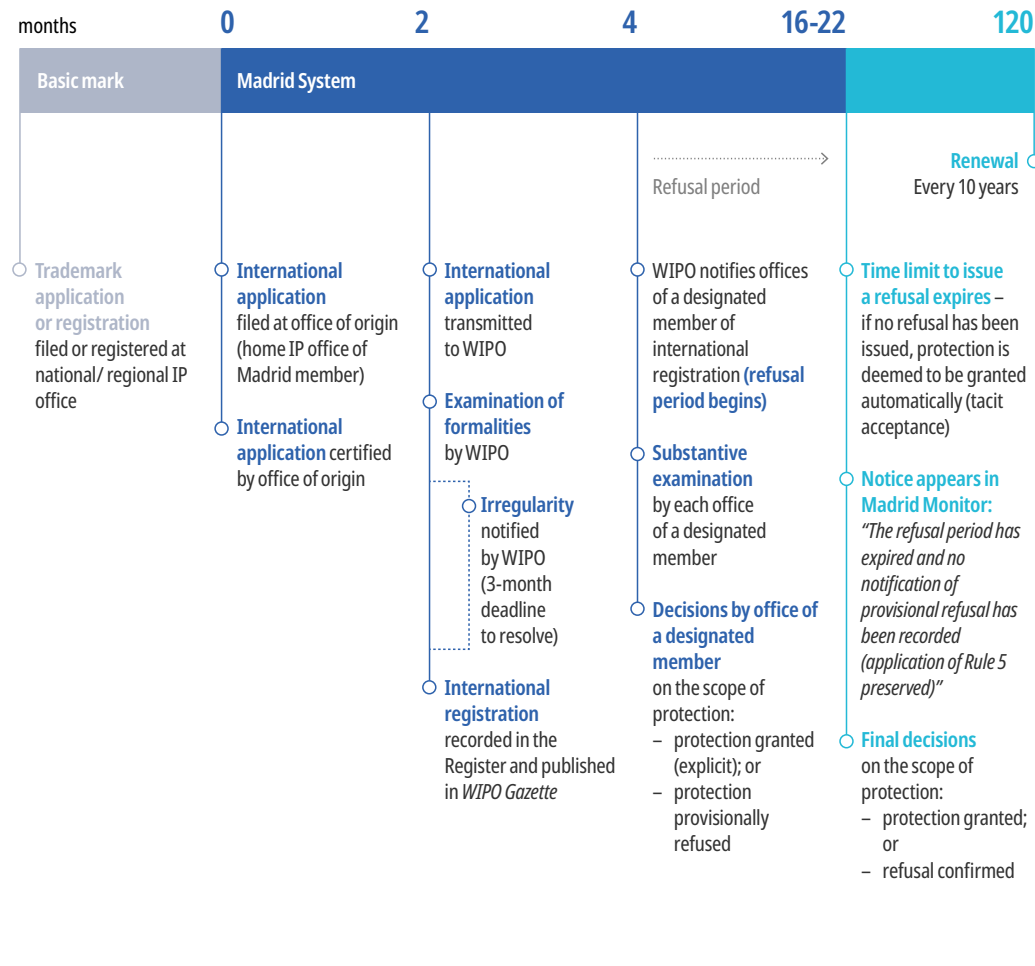 months
0
2
4
16-22
120
Basic mark
Madrid System
Refusal period
Renewal
Every 10 years
Trademark
application
or registration
filed or registered at
national/ regional IP
office
International
application
filed at office of origin
(home IP office of
Madrid member)
International
application certified
by office of origin
International
application
transmitted
to WIPO
Examination of
formalities
by WIPO
Irregularity
notified
by WIPO
(3-month
deadline
to resolve)
International
registration
recorded in the
Register and published
in WIPO Gazette
WIPO notifies offices
of a designated
member of
international
registration (refusal
period begins)
Substantive
examination
by each office
of a designated
member
Decisions by office of
a designated
member
on the scope of
protection:
– protection granted
(explicit); or
– protection
provisionally
refused
Time limit to issue
a refusal expires –
if no refusal has been
issued, protection is
deemed to be granted
automatically (tacit
acceptance)
Notice appears in
Madrid Monitor:
“The refusal period has
expired and no
notification of
provisional refusal has
been recorded
(application of Rule 5
preserved)”
Final decisions
on the scope of
protection:
– protection granted;
or
– refusal confirmed